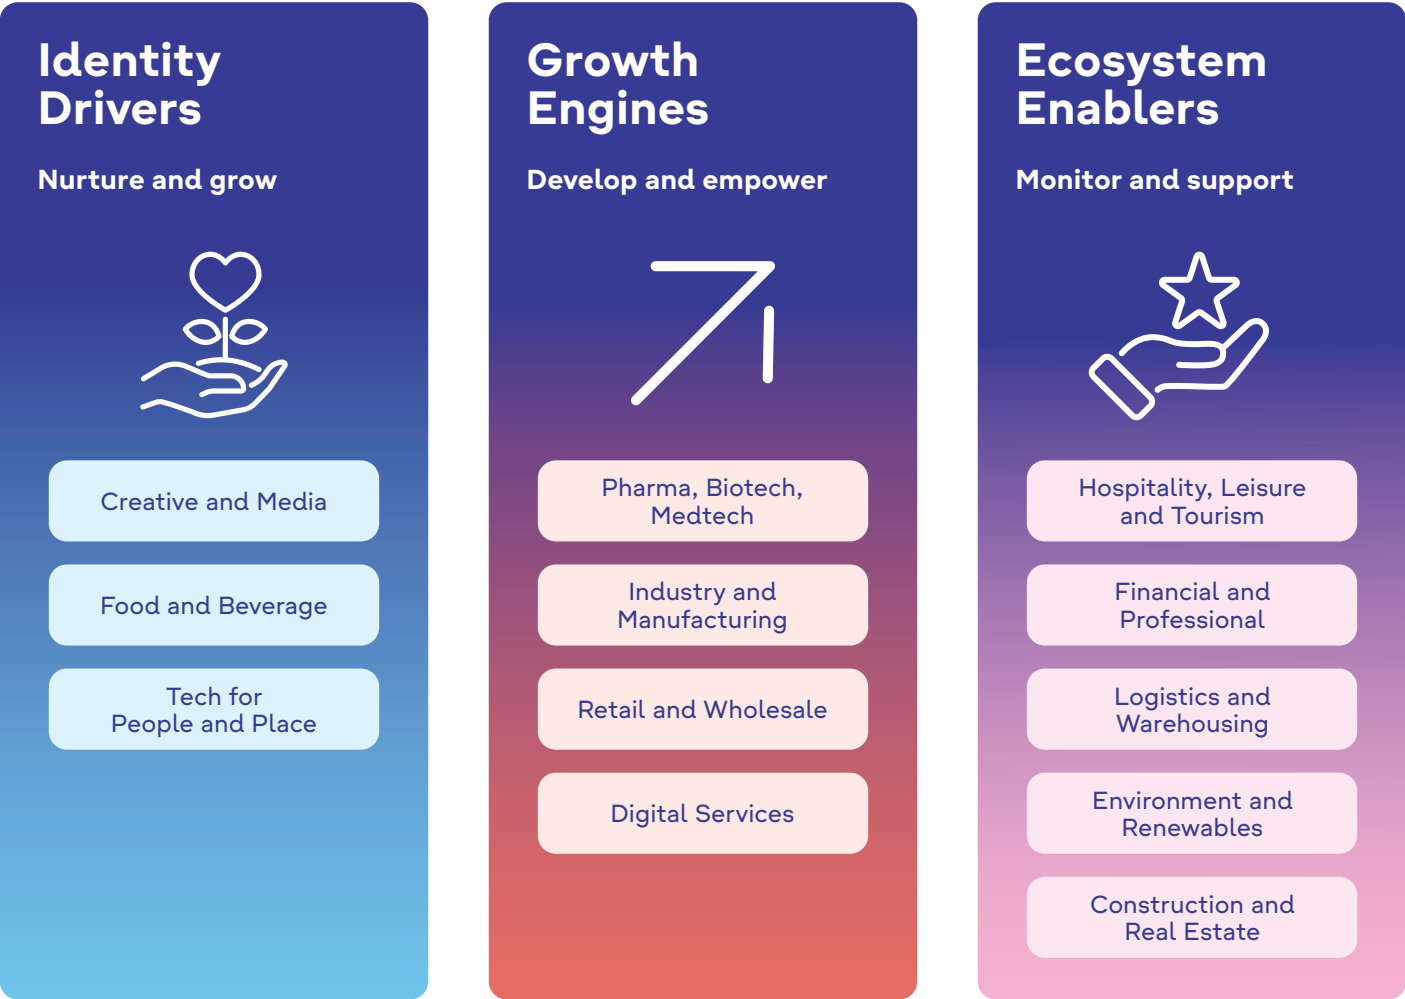 Identity
Drivers
Nurture and grow
Creative and Media
Food and Beverage
Tech for
People and Place
Growth
Engines
Develop and empower
Pharma, Biotech,
Medtech
Industry and
Manufacturing
Retail and Wholesale
Digital Services
Ecosystem
Enablers
Monitor and support
Hospitality, Leisure
and Tourism
Financial and
Professional
Logistics and
Warehousing
Environment and
Renewables
Construction and
Real Estate